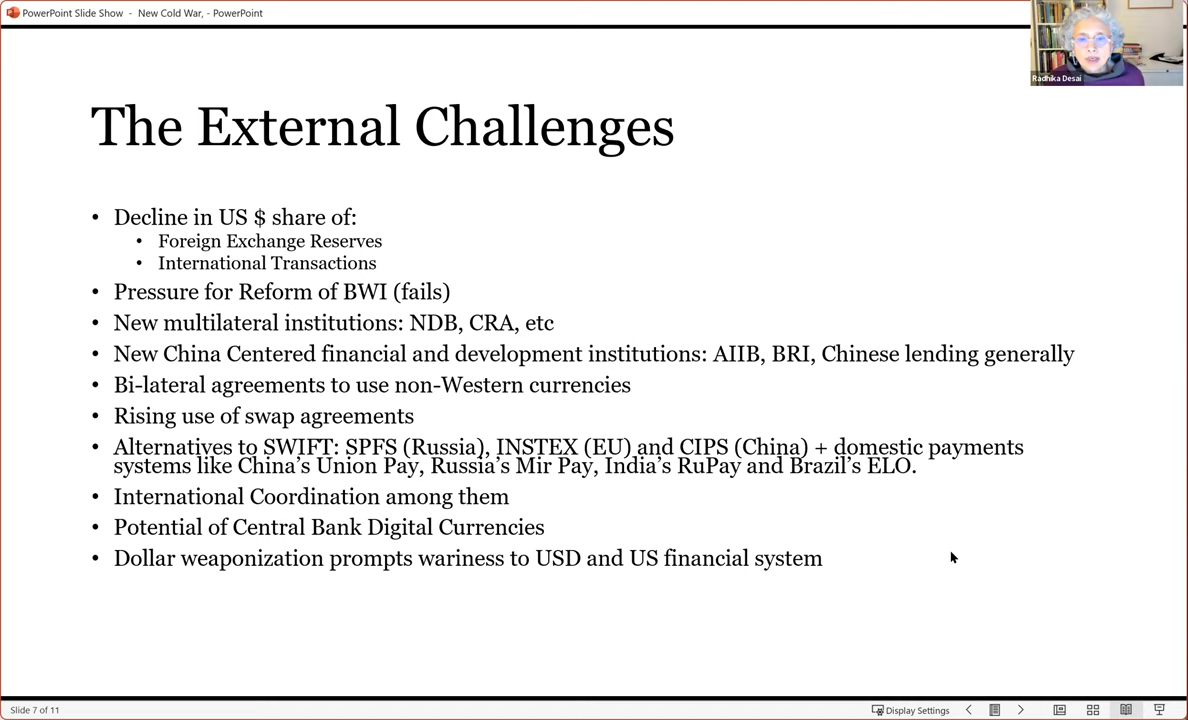 PowerPoint Slide Show - New Cold War, - PowerPoint
Radhika Desai
The External Challenges
• Decline in US $ share of:
• Foreign Exchange Reserves
• International Transactions
• Pressure for Reform of BWI (fails)
• New multilateral institutions: NDB, CRA, etc
• New China Centered financial and development institutions: AIIB, BRI, Chinese lending generally
• Bi-lateral agreements to use non-Western currencies
• Rising use of swap agreements
• Alternatives to SWIFT: SPFS (Russia), INSTEX (EU) and CIPS (China) + domestic payments
systems like China’s Union Pay, Russia’s Mir Pay, India’s RuPay and Brazil’s ELO.
• International Coordination among them
• Potential of Central Bank Digital Currencies
• Dollar weaponization prompts wariness to USD and US financial system
Slide 7 of 11
Display Settings